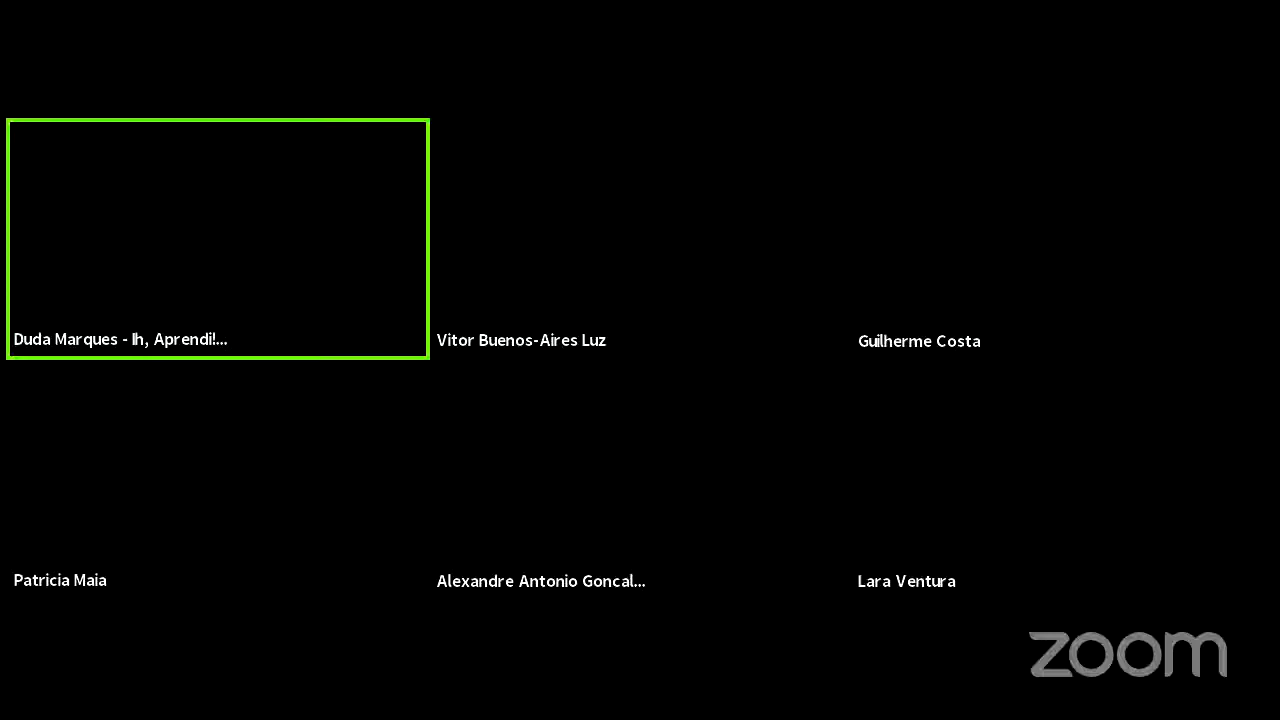 Duda Marques - Ih, Aprendi!...
Vitor Buenos-Aires Luz
Guilherme Costa
Patricia Maia
Alexandre Antonio Goncal...
Lara Ventura
zoom